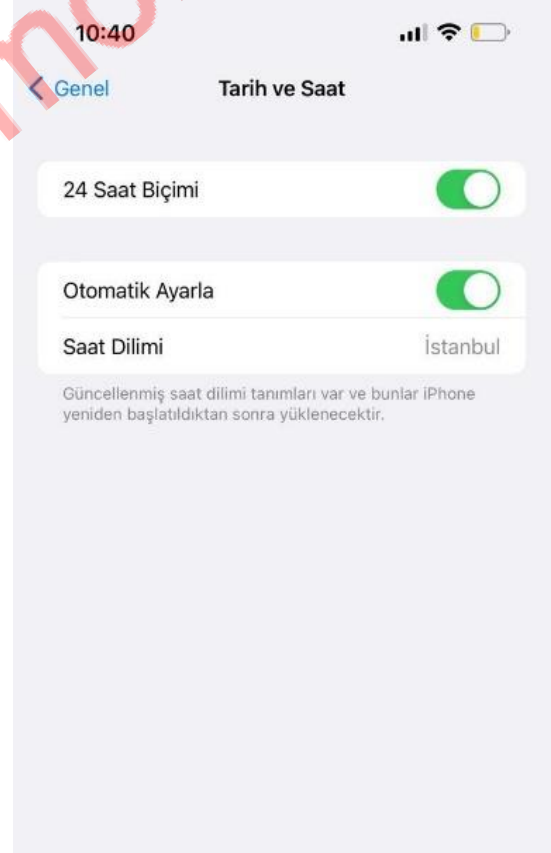 10:40
Genel
Tarih ve Saat
24 Saat Biçimi
Otomatik Ayarla
Saat Dilimi
İstanbul
Güncellenmiş saat dilimi tanımları var ve bunlar iPhone
yeniden başlatıldıktan sonra yüklenecektir.